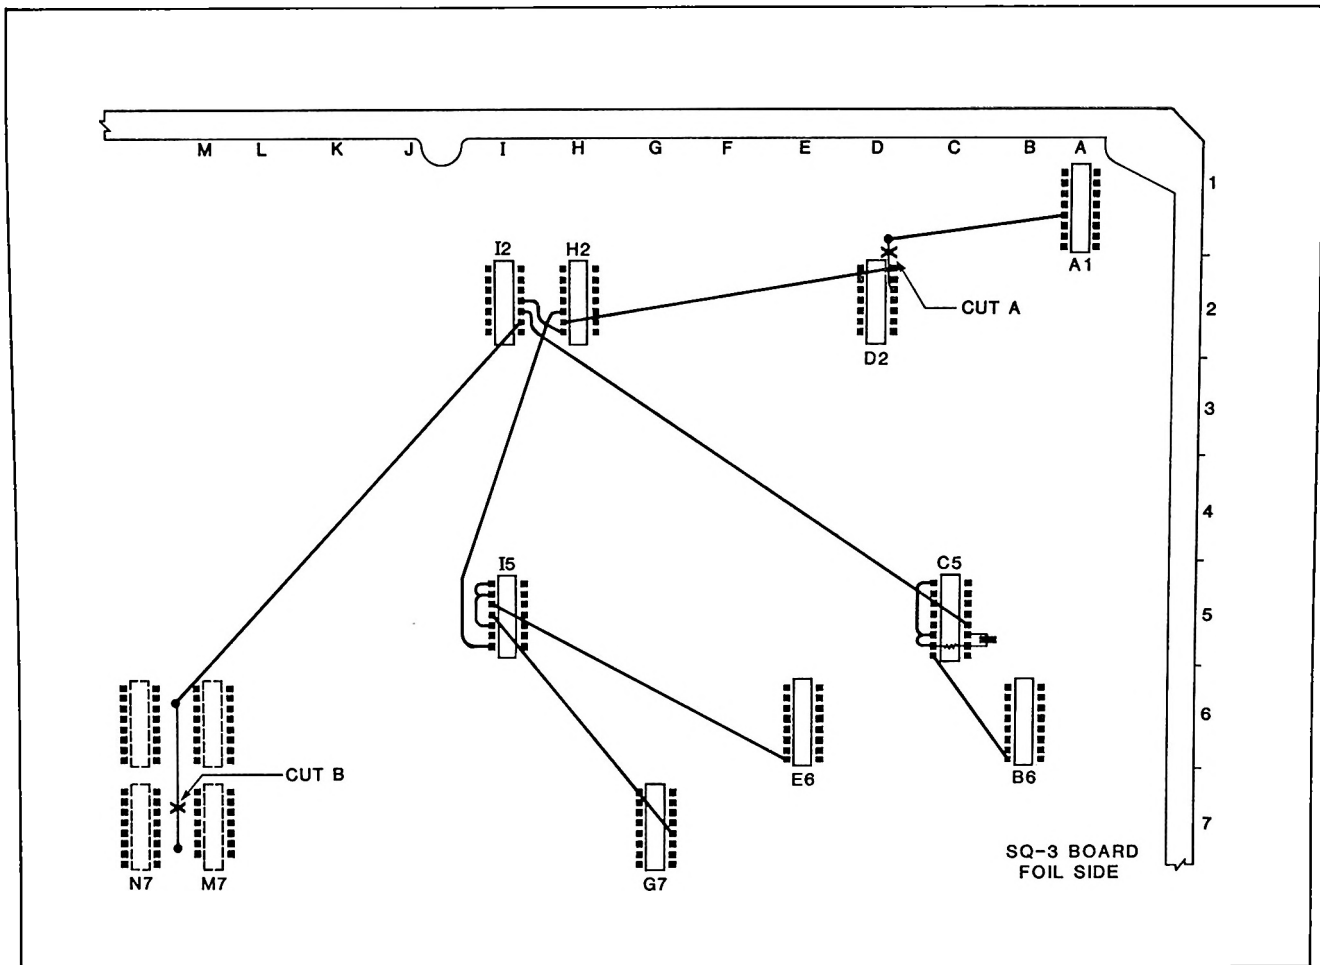 M L K J I H G F E D C B A
1
I2 H2
A1
CUT A
2
D2
3
4
I5 C5
5
6
CUT B
E6 B6
7
SQ-3 BOARD
FOIL SIDE
N7 M7 G7